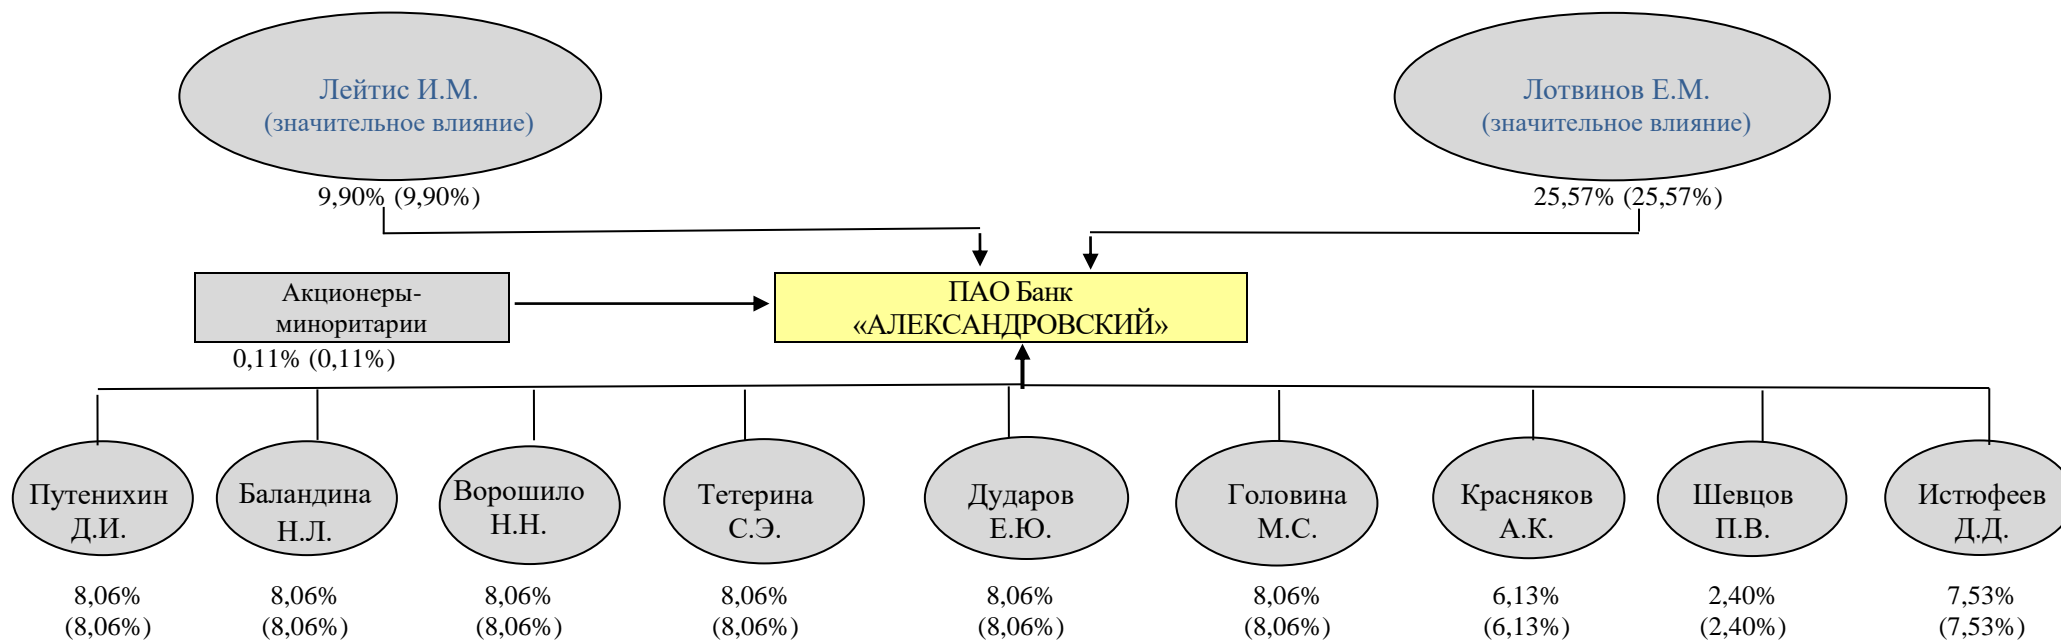 Лейтис И.М.
(значительное влияние)
9,90% (9,90%)
Лотвинов Е.М.
(значительное влияние)
25,57% (25,57%)
Акционеры-
миноритарии
0,11% (0,11%)
ПАО Банк
«АЛЕКСАНДРОВСКИЙ»
Путенихин
Д.И.
8,06%
(8,06%)
Баландина
Н.Л.
8,06%
(8,06%)
Ворошило
Н.Н.
8,06%
(8,06%)
Тетерина
С.Э.
8,06%
(8,06%)
Дударов
Е.Ю.
8,06%
(8,06%)
Головина
М.С.
8,06%
(8,06%)
Красняков
А.К.
6,13%
(6,13%)
Шевцов
П.В.
2,40%
(2,40%)
Истюфеев
Д.Д.
7,53%
(7,53%)